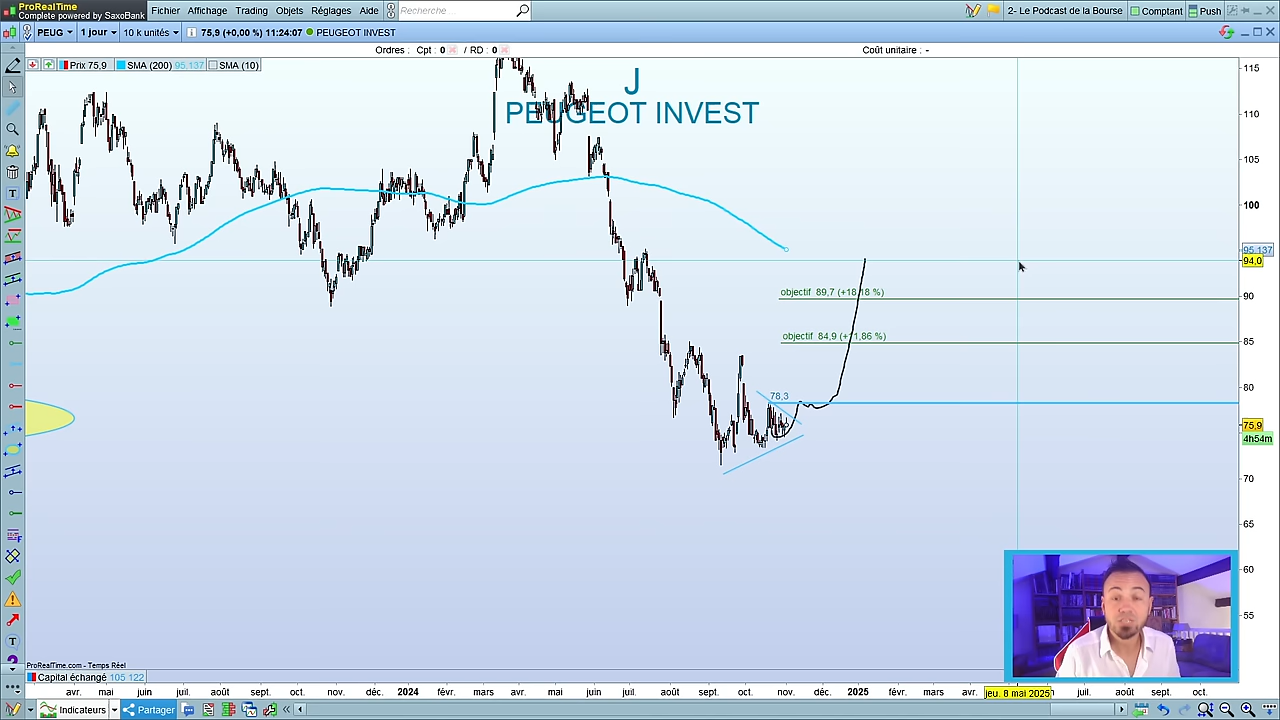 ProRealTime
Complete powered by SaxoBank
Fichier Affichage Trading Objets Réglages Aide Recherche... 2- Le Podcast de la Bourse Comptant Push
PEUG 1 jour 10 k unités 75,9 (+0,00 %) 11:24:07 PEUGEOT INVEST
Ordres : Cpt : 0 / RD : 0 Coût unitaire : -
Prix 75,9 SMA (200) 95,137 SMA (10)
J
PEUGEOT INVEST
115
110
105
100
95,137
94,0
90
85
80
75,9
4h54m
70
65
60
55
objectif 89,7 (+18,18 %)
objectif 84,9 (+11,86 %)
78,3
ProRealTime.com - Temps Réel
Capital échangé 105 122
avr. mai juin juil. août sept. oct. nov. déc. 2024 févr. mars avr. mai juin juil. août sept. oct. nov. déc. 2025 févr. mars avr. jeu. 8 mai 2025 juil. août sept. oct.
Indicateurs Partager